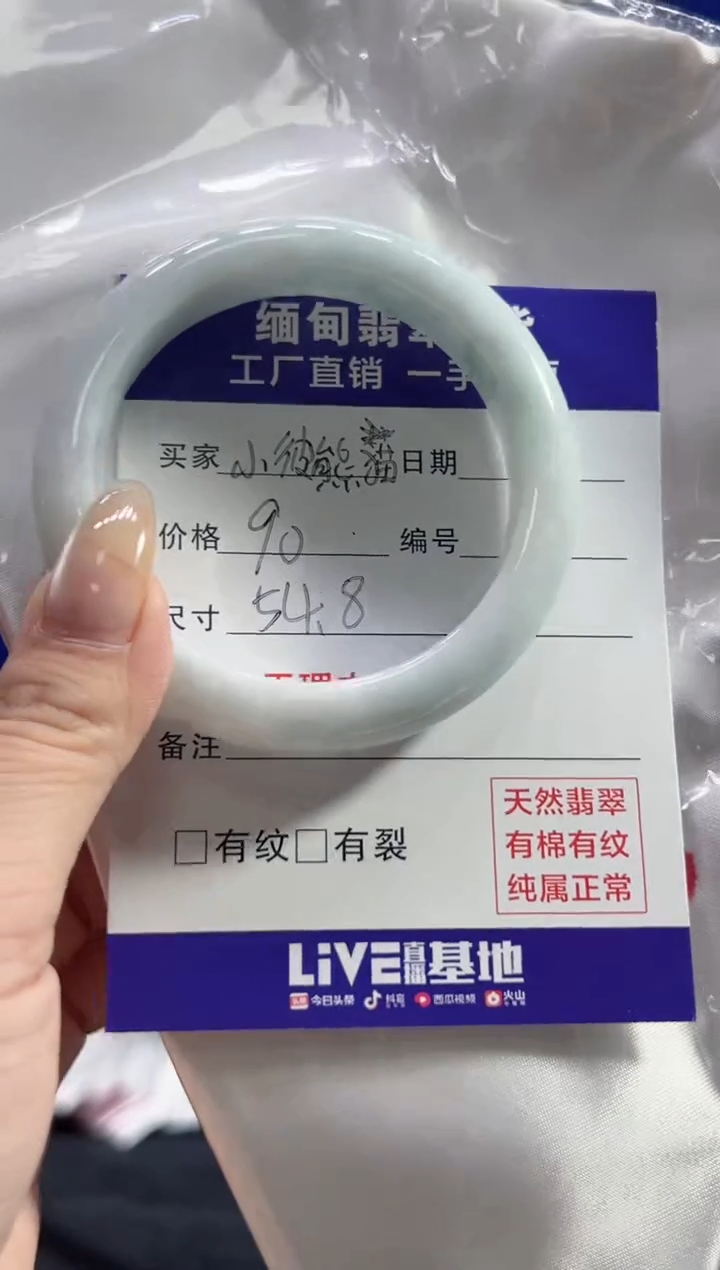 缅甸翡
工厂直销 一手
买家 小 熊猫 日期
价格 90 编号
尺寸 54.8
备注
□有纹□有裂
天然翡翠
有棉有纹
纯属正常
LiVE直播基地
头条 今日头条 抖音 西瓜视频 火山